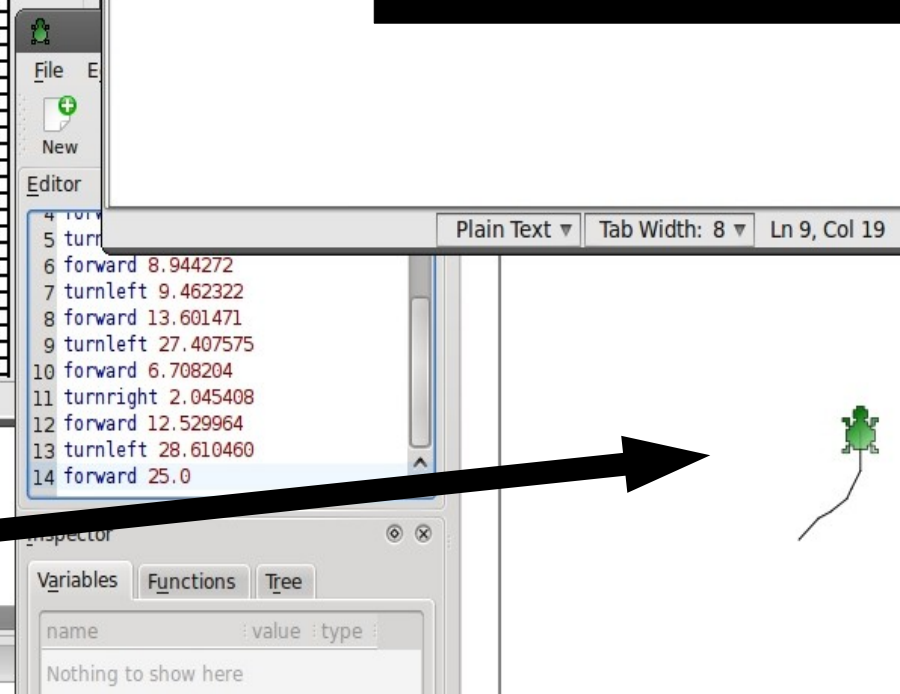 File
New
Editor
Plain Text Tab Width: 8 Ln 9, Col 19
5 turn
6 forward 8.944272
7 turnleft 9.462322
8 forward 13.601471
9 turnleft 27.407575
10 forward 6.708204
11 turnright 2.045408
12 forward 12.529964
13 turnleft 28.610460
14 forward 25.0
Inspector
Variables Functions Tree
name value type
Nothing to show here